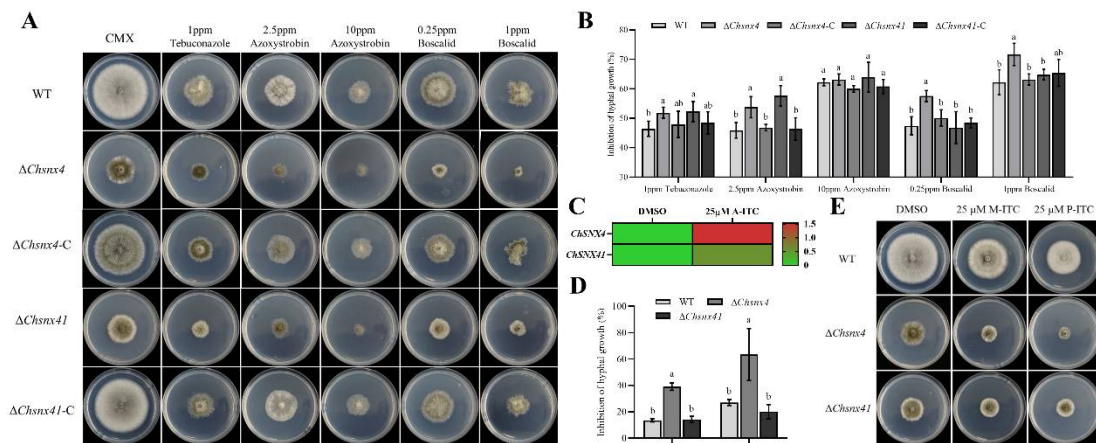 A
CMX
1ppm
Tebuconazole
2.5ppm
Azoxystrobin
10ppm
Azoxystrobin
0.25ppm
Boscalid
1ppm
Boscalid
WT
ΔChsnx4
ΔChsnx4-C
ΔChsnx41
ΔChsnx41-C
B
WT
ΔChsnx4
ΔChsnx4-C
ΔChsnx41
ΔChsnx41-C
Inhibition of hyphal growth (%)
80
70
60
50
40
30
b a ab a ab
b a b a b
a a a a a
b a b b b
b a b b ab
1ppm Tebuconazole
2.5ppm Azoxystrobin
10ppm Azoxystrobin
0.25ppm Boscalid
1ppm Boscalid
C
DMSO
25μM A-ITC
ChSNX4
ChSNX41
1.5
1.0
0.5
0
D
WT
ΔChsnx4
ΔChsnx41
Inhibition of hyphal growth (%)
100
80
60
40
20
0
b a b
b a b
E
DMSO
25 μM M-ITC
25 μM P-ITC
WT
ΔChsnx4
ΔChsnx41